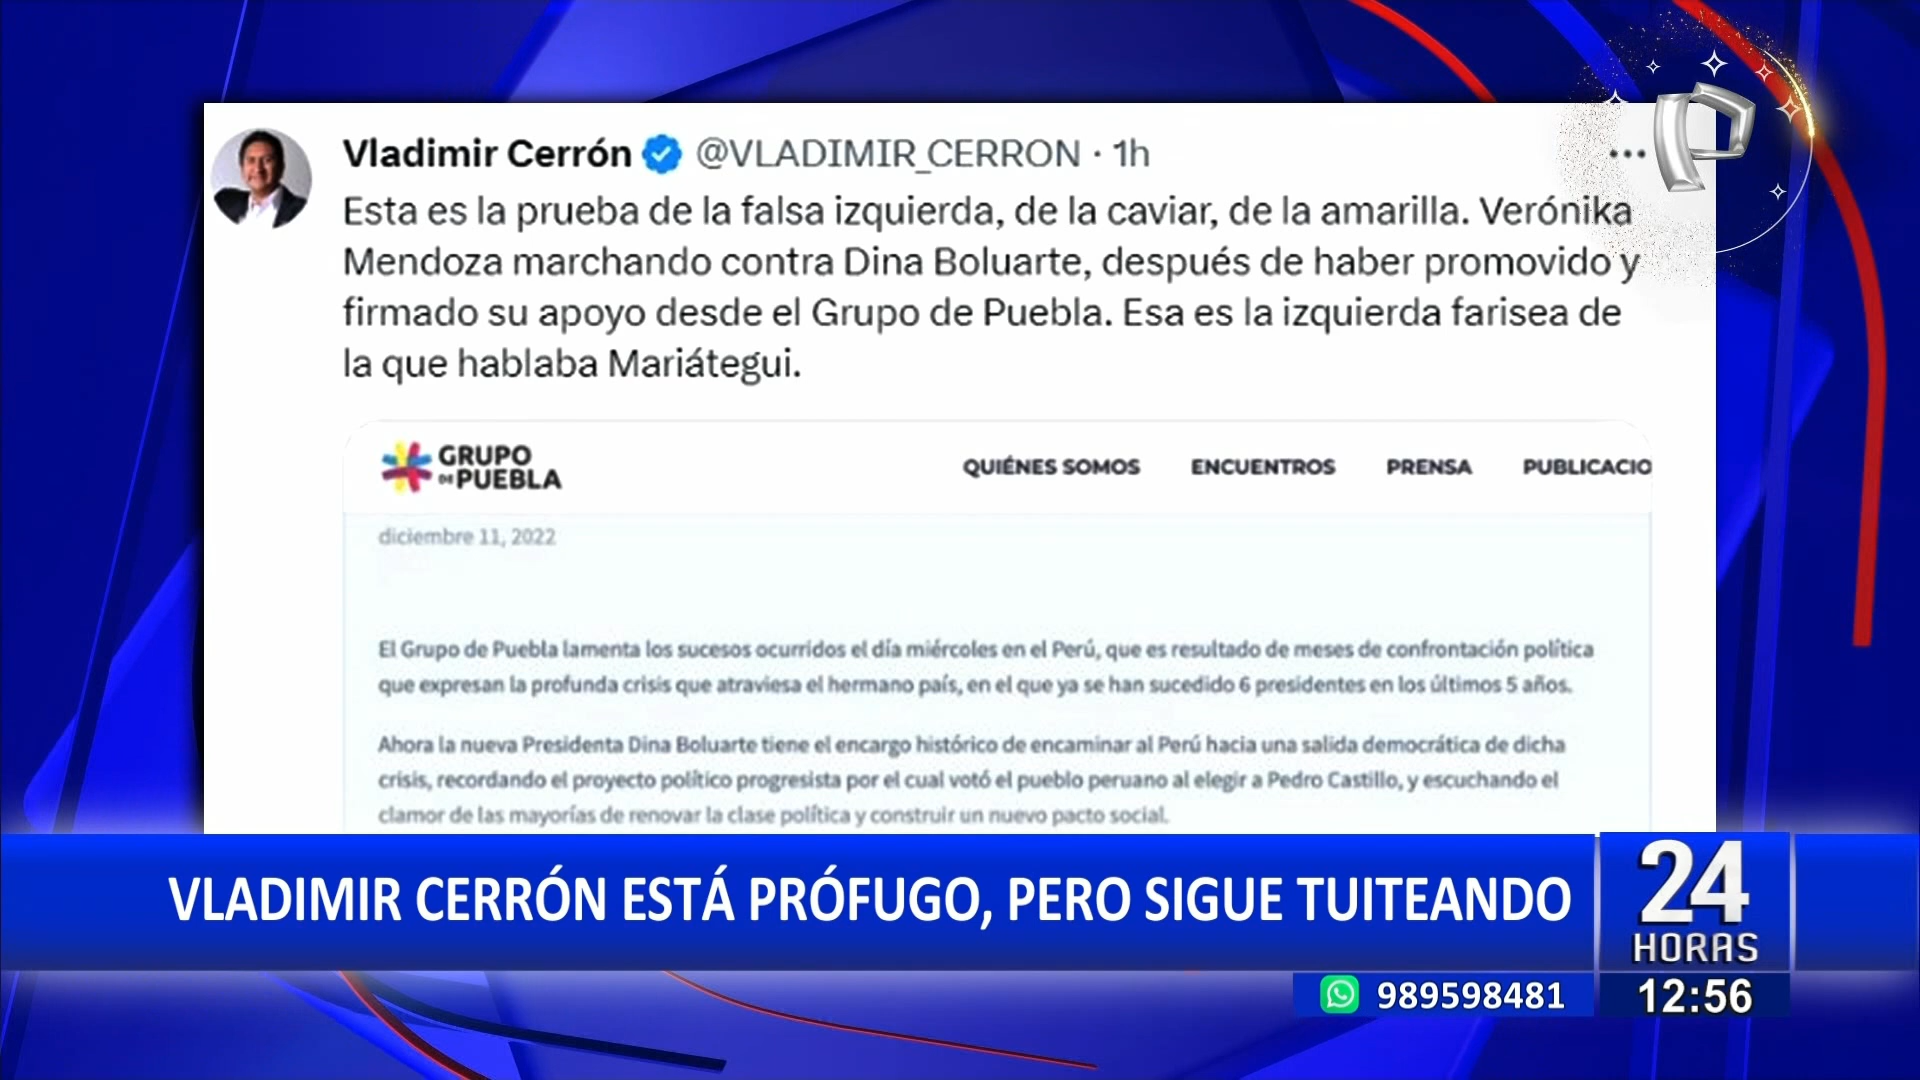 Vladimir Cerrón @VLADIMIR_CERRON · 1h
Esta es la prueba de la falsa izquierda, de la caviar, de la amarilla. Verónika
Mendoza marchando contra Dina Boluarte, después de haber promovido y
firmado su apoyo desde el Grupo de Puebla. Esa es la izquierda farisea de
la que hablaba Mariátegui.
GRUPO
DE PUEBLA
QUIÉNES SOMOS ENCUENTROS PRENSA PUBLICACIO
diciembre 11, 2022
El Grupo de Puebla lamenta los sucesos ocurridos el día miércoles en el Perú, que es resultado de meses de confrontación política
que expresan la profunda crisis que atraviesa el hermano país, en el que ya se han sucedido 6 presidentes en los últimos 5 años.
Ahora la nueva Presidenta Dina Boluarte tiene el encargo histórico de encaminar al Perú hacia una salida democrática de dicha
crisis, recordando el proyecto político progresista por el cual votó el pueblo peruano al elegir a Pedro Castillo, y escuchando el
clamor de las mayorías de renovar la clase política y construir un nuevo pacto social.
VLADIMIR CERRÓN ESTÁ PRÓFUGO, PERO SIGUE TUITEANDO
24
HORAS
989598481
12:56